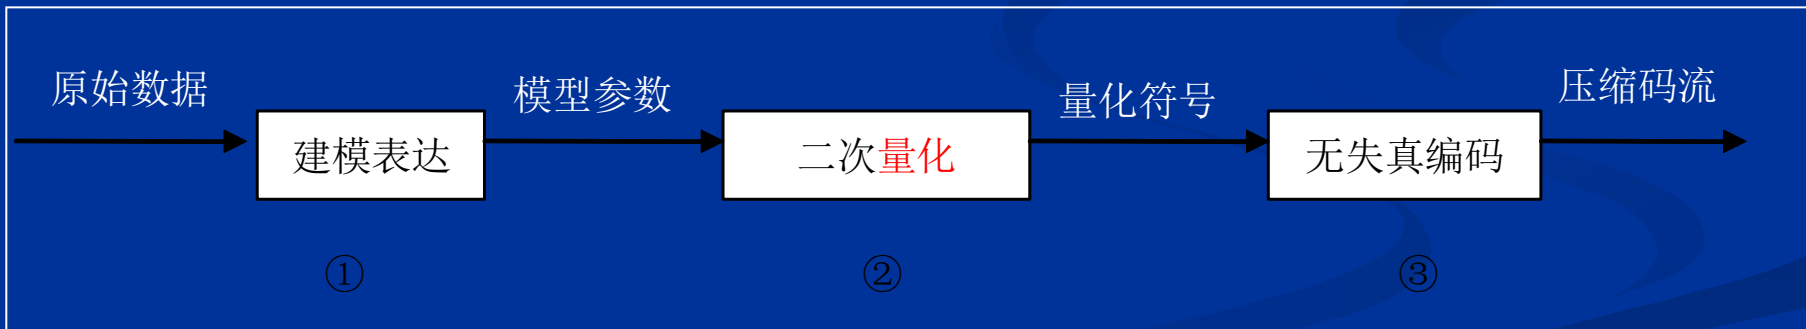 原始数据
建模表达
模型参数
二次量化
量化符号
无失真编码
压缩码流
①
②
③